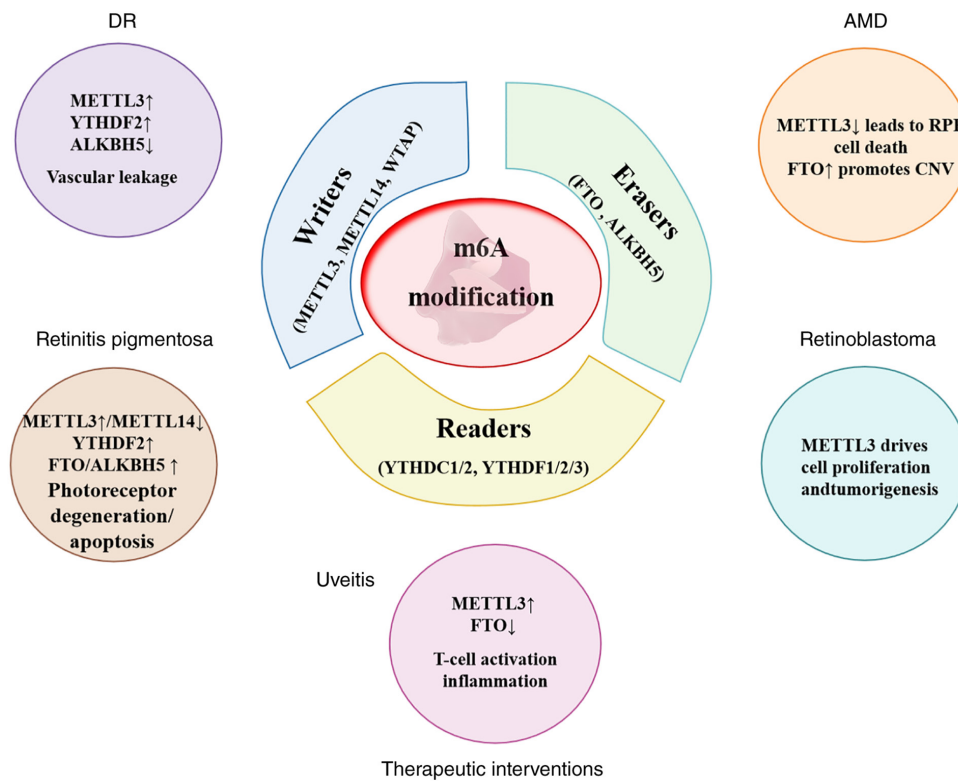 DR
METTL3↑
YTHDF2↑
ALKBH5↓
Vascular leakage
AMD
METTL3↓ leads to RPE
cell death
FTO↑ promotes CNV
Writers
(METTL3, METTL14, WTAP)
Erasers
(FTO , ALKBH5)
m6A
modification
Readers
(YTHDC1/2, YTHDF1/2/3)
Retinitis pigmentosa
METTL3↑/METTL14↓
YTHDF2↑
FTO/ALKBH5 ↑
Photoreceptor
degeneration/
apoptosis
Retinoblastoma
METTL3 drives
cell proliferation
andtumorigenesis
Uveitis
METTL3↑
FTO↓
T-cell activation
inflammation
Therapeutic interventions